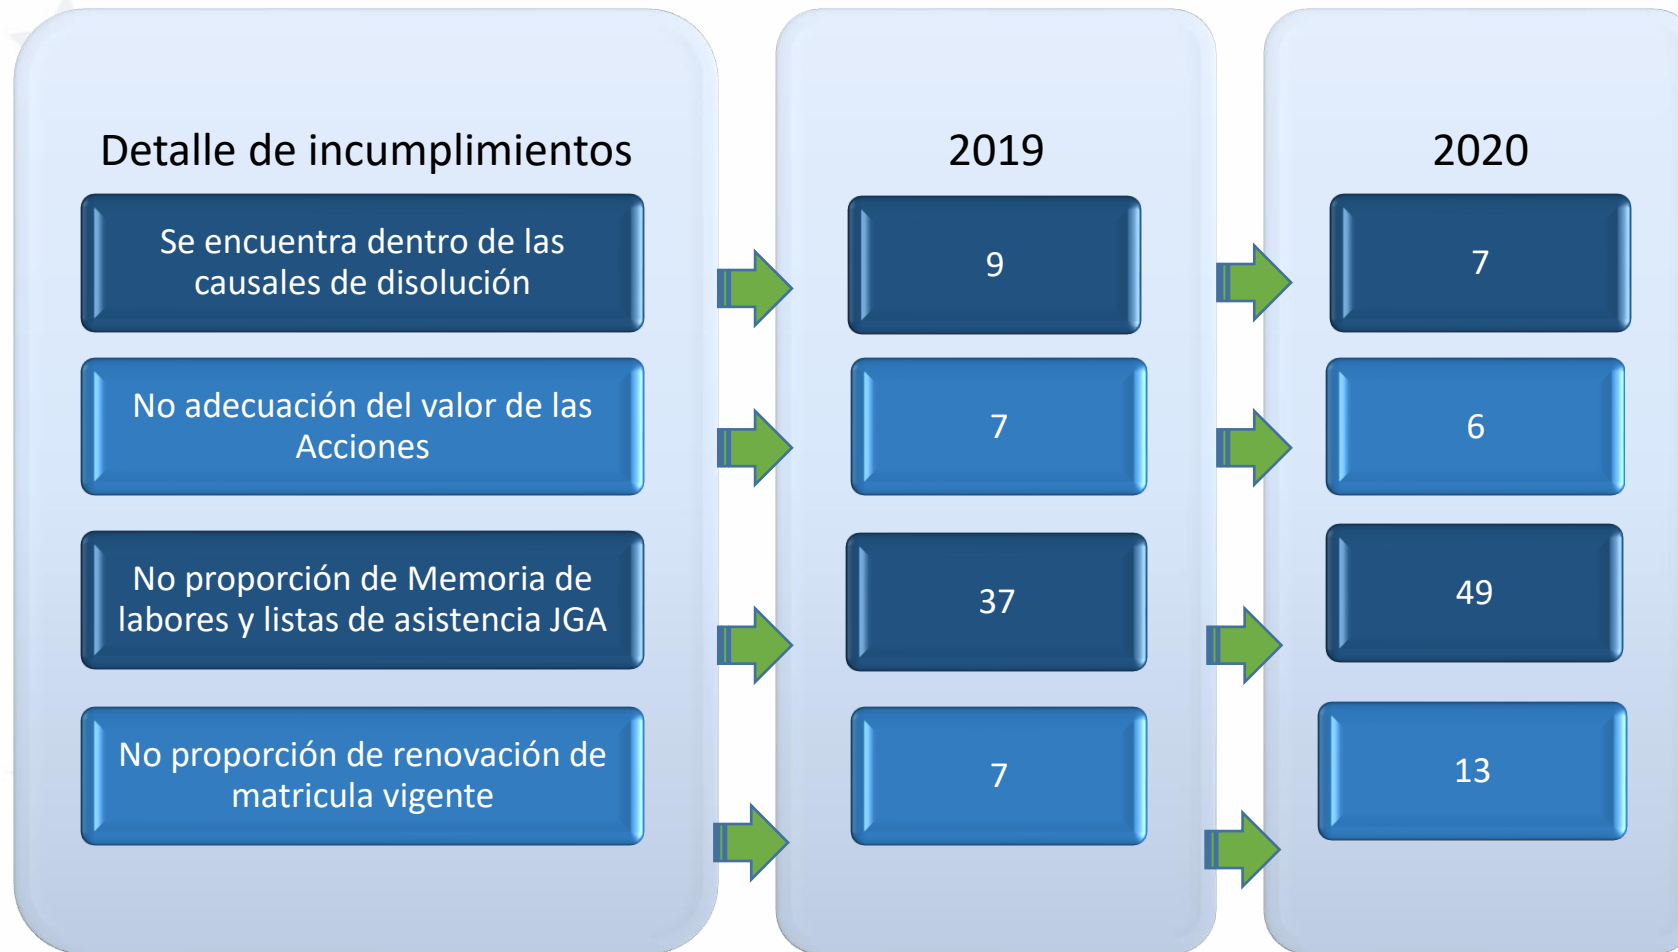 Detalle de incumplimientos
2019
2020
Se encuentra dentro de las
causales de disolución
9
7
No adecuación del valor de las
Acciones
7
6
No proporción de Memoria de
labores y listas de asistencia JGA
37
49
No proporción de renovación de
matricula vigente
7
13